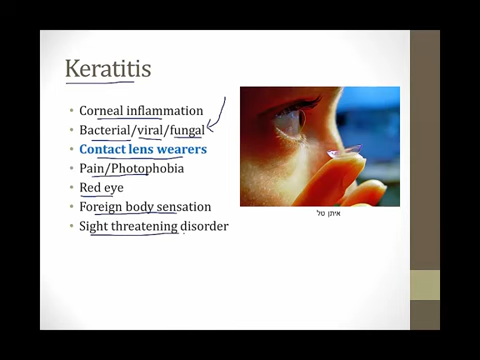 Keratitis
• Corneal inflammation
• Bacterial/viral/fungal
• Contact lens wearers
• Pain/Photophobia
• Red eye
• Foreign body sensation
• Sight threatening disorder
איתן טל